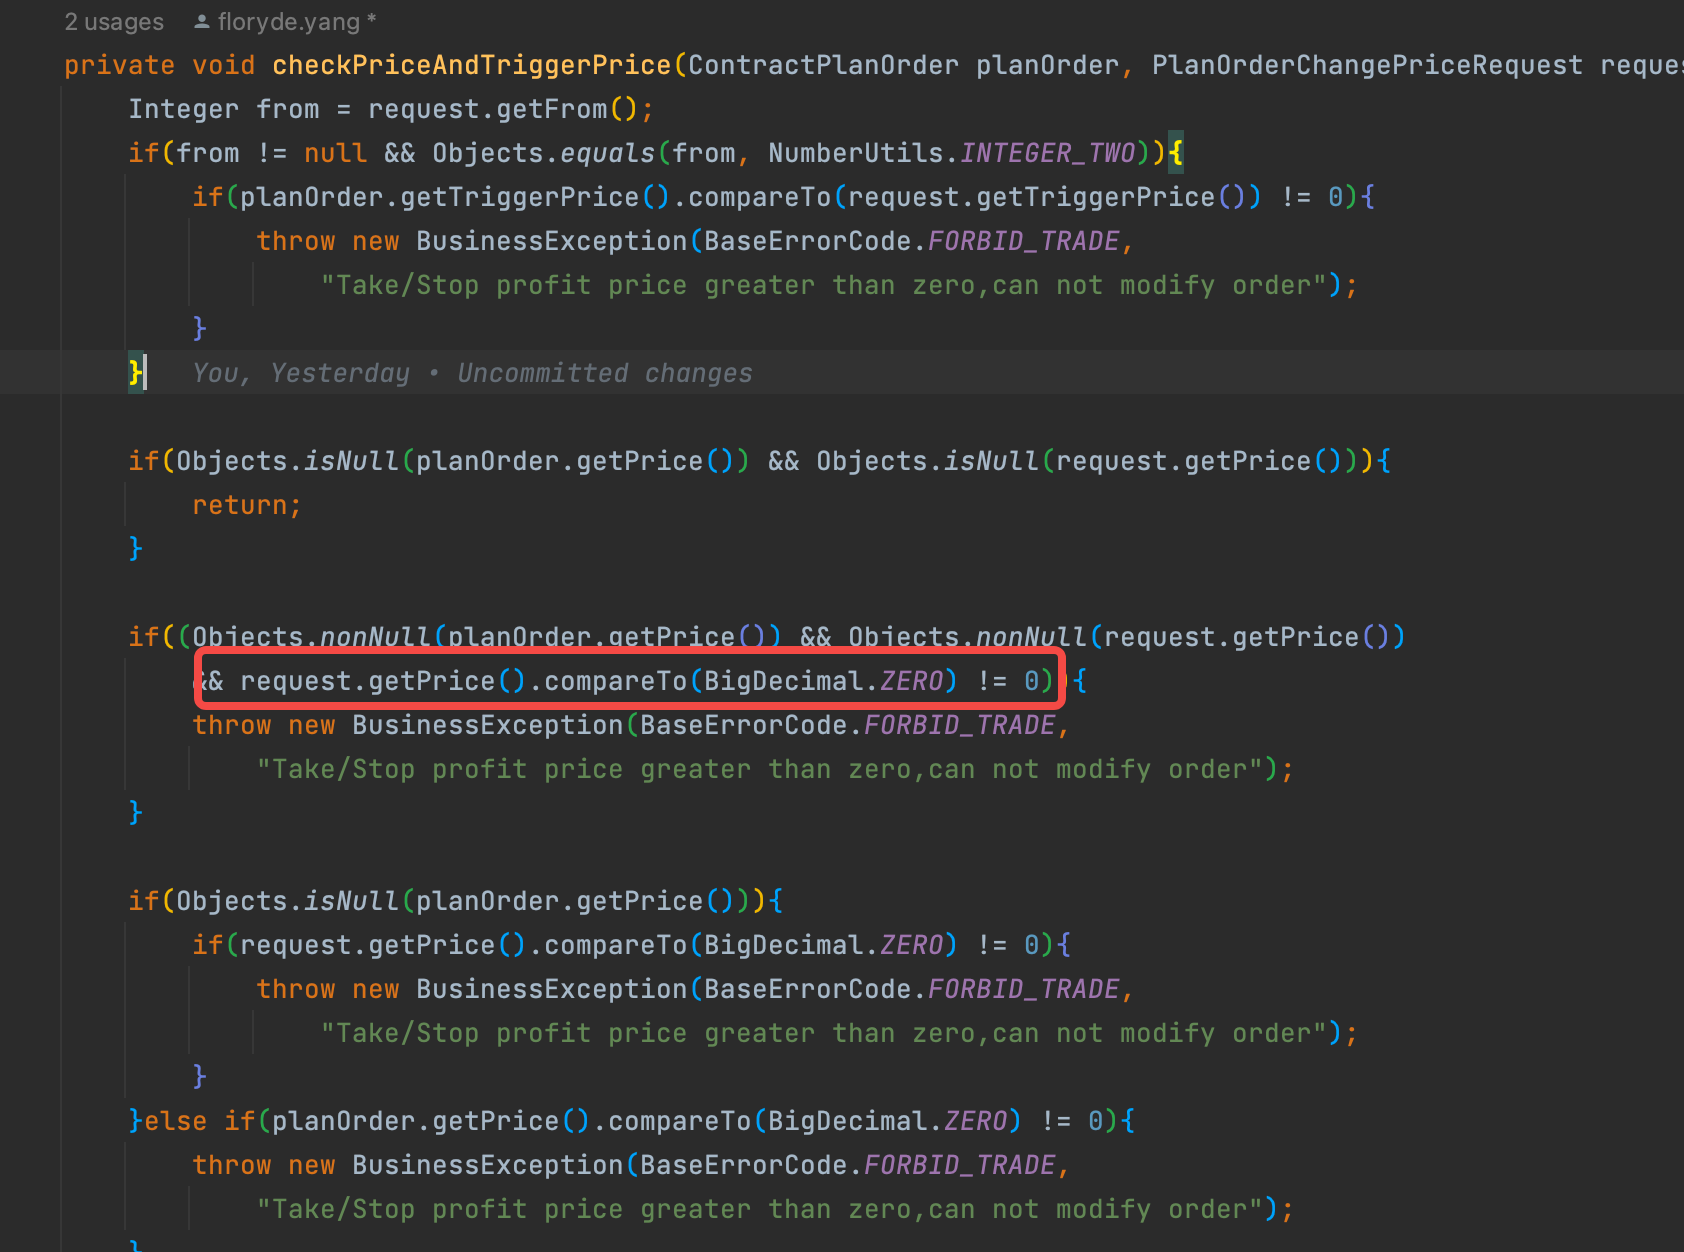 2 usages floryde.yang *
private void checkPriceAndTriggerPrice(ContractPlanOrder planOrder, PlanOrderChangePriceRequest reques
Integer from = request.getFrom();
if(from != null && Objects.equals(from, NumberUtils.INTEGER_TWO)){
if(planOrder.getTriggerPrice().compareTo(request.getTriggerPrice()) != 0){
throw new BusinessException(BaseErrorCode.FORBID_TRADE,
"Take/Stop profit price greater than zero,can not modify order");
}
} You, Yesterday • Uncommitted changes
if(Objects.isNull(planOrder.getPrice()) && Objects.isNull(request.getPrice())){
return;
}
if((Objects.nonNull(planOrder.getPrice()) && Objects.nonNull(request.getPrice())
&& request.getPrice().compareTo(BigDecimal.ZERO) != 0)){
throw new BusinessException(BaseErrorCode.FORBID_TRADE,
"Take/Stop profit price greater than zero,can not modify order");
}
if(Objects.isNull(planOrder.getPrice())){
if(request.getPrice().compareTo(BigDecimal.ZERO) != 0){
throw new BusinessException(BaseErrorCode.FORBID_TRADE,
"Take/Stop profit price greater than zero,can not modify order");
}
}else if(planOrder.getPrice().compareTo(BigDecimal.ZERO) != 0){
throw new BusinessException(BaseErrorCode.FORBID_TRADE,
"Take/Stop profit price greater than zero,can not modify order");
}